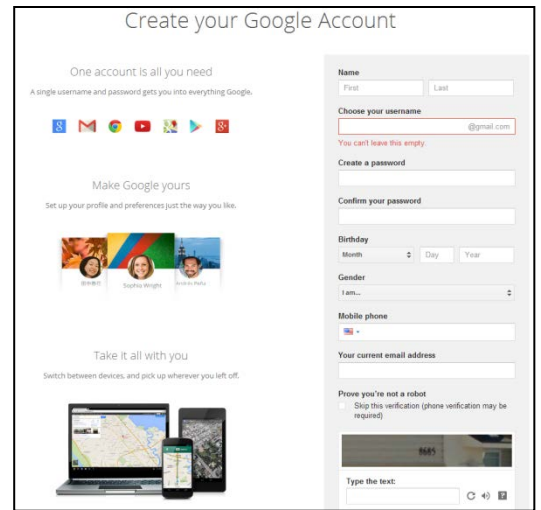 Create your Google Account
One account is all you need
A single username and password gets you into everything Google.
Make Google yours
Set up your profile and preferences just the way you like.
Sophia Wright
Take it all with you
Switch between devices, and pick up wherever you left off.
Name
First Last
Choose your username
@gmail.com
You can't leave this empty.
Create a password
Confirm your password
Birthday
Month Day Year
Gender
I am...
Mobile phone
Your current email address
Prove you're not a robot
Skip this verification (phone verification may be
required)
8685
Type the text: